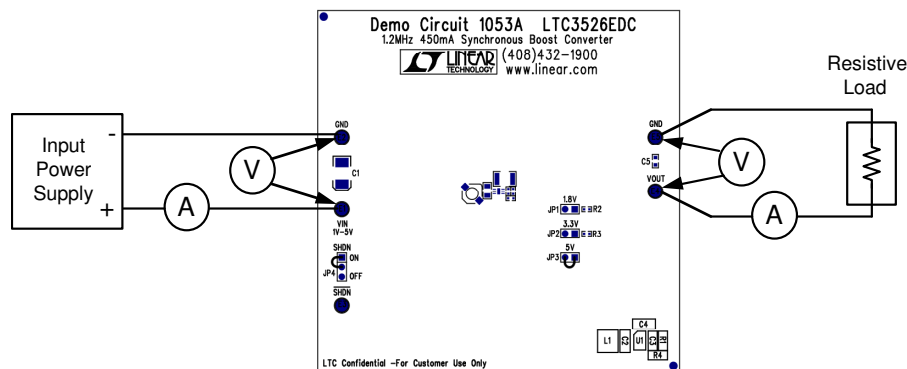 Demo Circuit 1053A LTC3526EDC
1.2MHz 450mA Synchronous Boost Converter
LT LINEAR TECHNOLOGY (408)432-1900
www.linear.com
Resistive
Load
Input
Power
Supply
-
+
V
A
GND
C1
VIN
1V-5V
SHDN
ON
JP4
OFF
SHDN
GND
C5
VOUT
V
A
1.8V
JP1 R2
3.3V
JP2 R3
5V
JP3
C4
L1 C2 U1 C3 R1
R4
LTC Confidential -For Customer Use Only